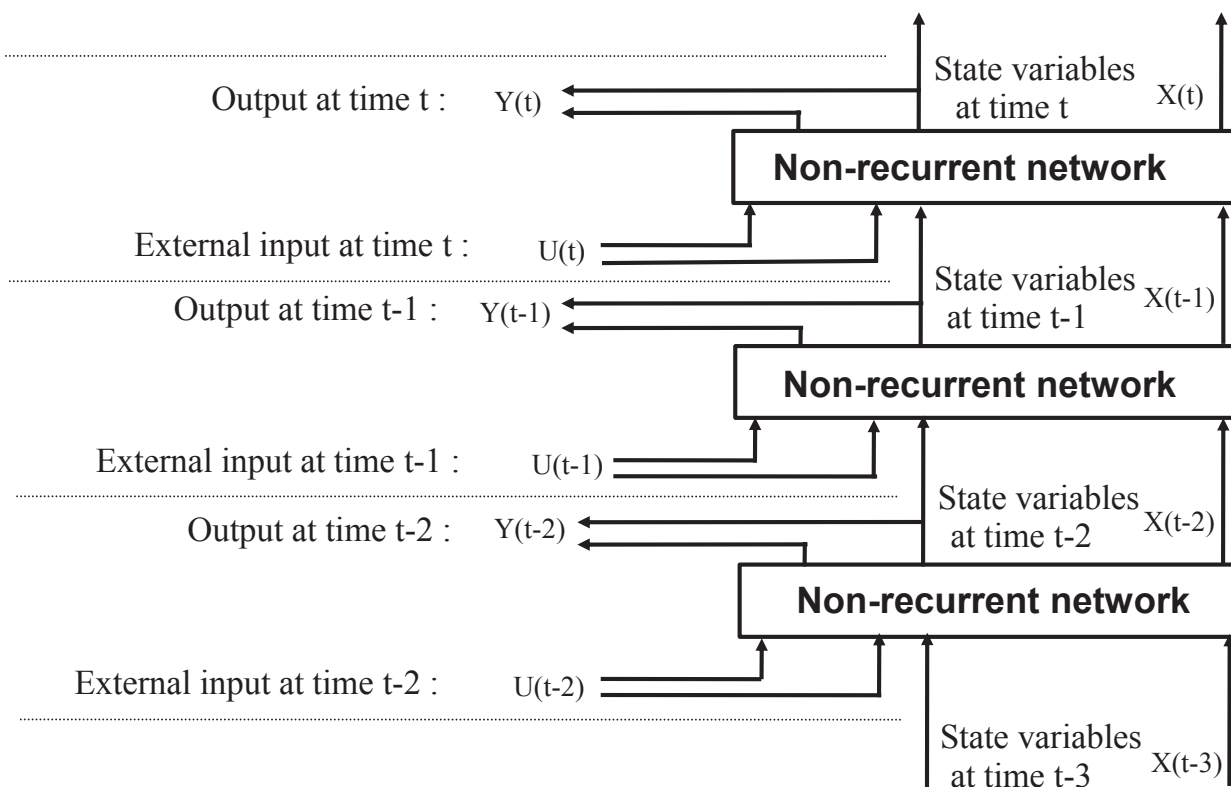 State variables
at time t
X(t)
Output at time t : Y(t)
Non-recurrent network
External input at time t : U(t)
State variables
at time t-1
X(t-1)
Output at time t-1 : Y(t-1)
Non-recurrent network
External input at time t-1 : U(t-1)
State variables
at time t-2
X(t-2)
Output at time t-2 : Y(t-2)
Non-recurrent network
External input at time t-2 : U(t-2)
State variables
at time t-3
X(t-3)